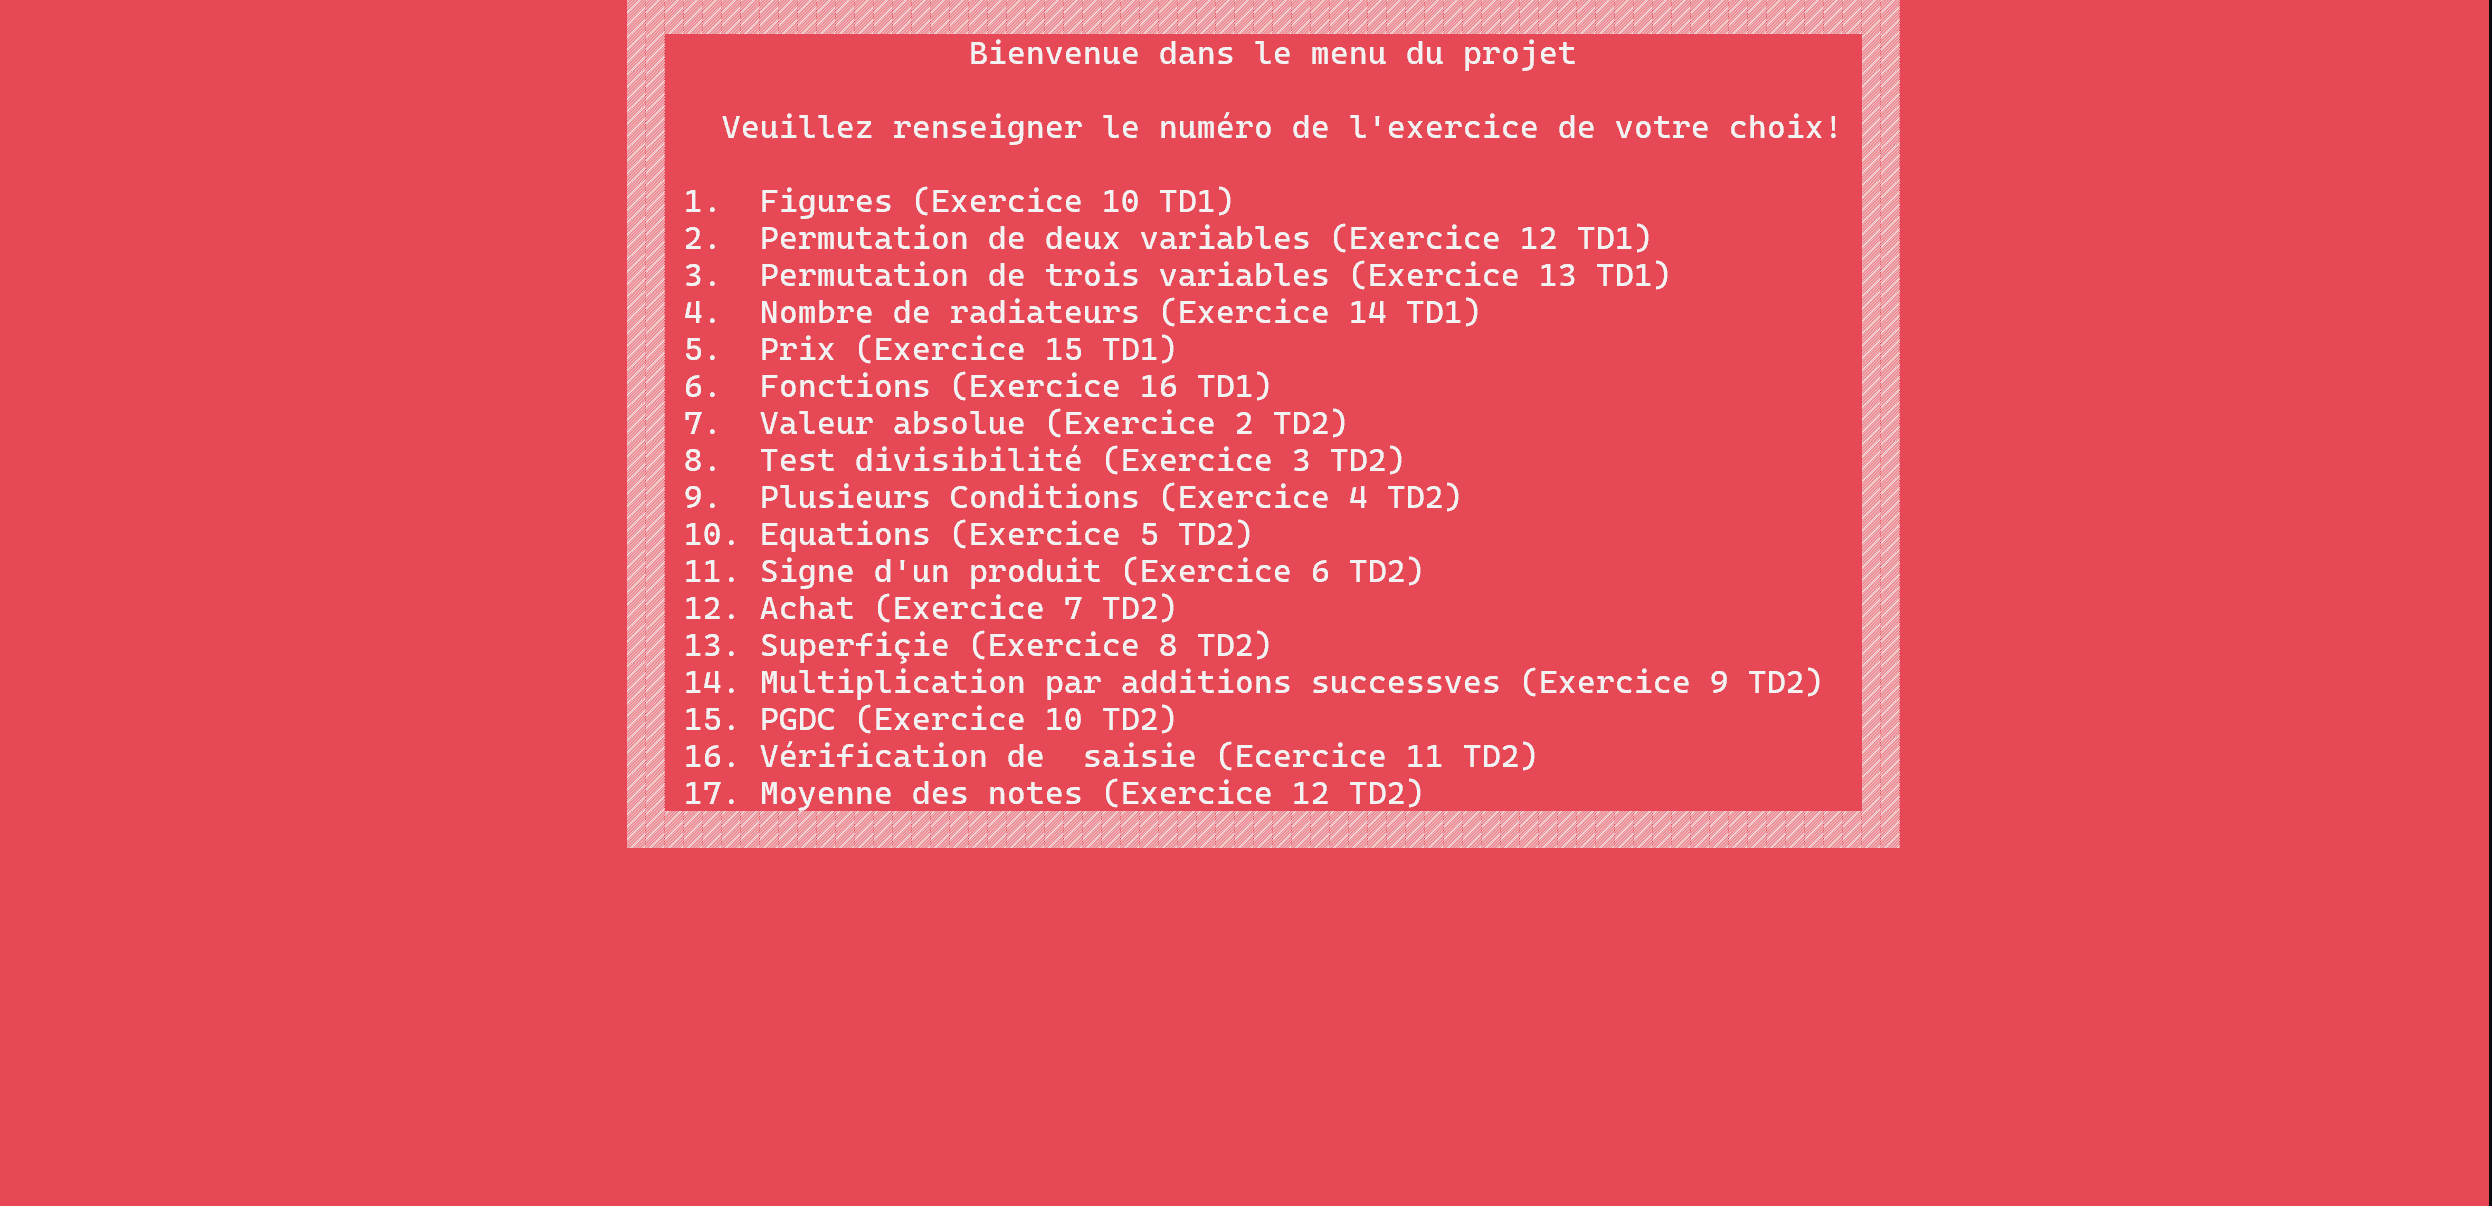 Bienvenue dans le menu du projet
Veuillez renseigner le numéro de l'exercice de votre choix!
1. Figures (Exercice 10 TD1)
2. Permutation de deux variables (Exercice 12 TD1)
3. Permutation de trois variables (Exercice 13 TD1)
4. Nombre de radiateurs (Exercice 14 TD1)
5. Prix (Exercice 15 TD1)
6. Fonctions (Exercice 16 TD1)
7. Valeur absolue (Exercice 2 TD2)
8. Test divisibilité (Exercice 3 TD2)
9. Plusieurs Conditions (Exercice 4 TD2)
10. Equations (Exercice 5 TD2)
11. Signe d'un produit (Exercice 6 TD2)
12. Achat (Exercice 7 TD2)
13. Superfiçie (Exercice 8 TD2)
14. Multiplication par additions successves (Exercice 9 TD2)
15. PGDC (Exercice 10 TD2)
16. Vérification de  saisie (Ecercice 11 TD2)
17. Moyenne des notes (Exercice 12 TD2)